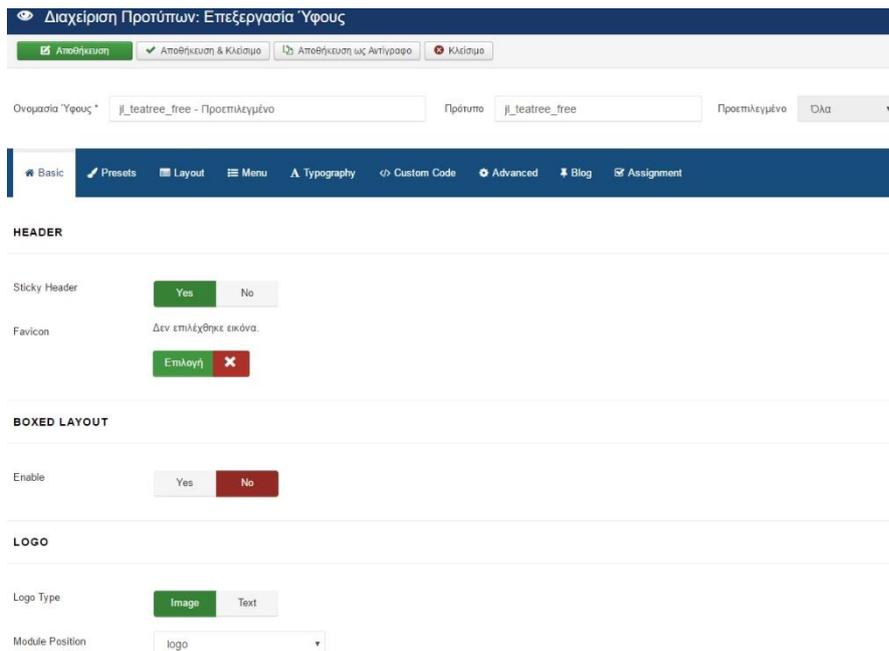 Διαχείριση Προτύπων: Επεξεργασία Ύφους
Αποθήκευση Αποθήκευση & Κλείσιμο Αποθήκευση ως Αντίγραφο Κλείσιμο
Ονομασία Ύφους * jl_teatree_free - Προεπιλεγμένο Πρότυπο jl_teatree_free Προεπιλεγμένο Όλα
Basic Presets Layout Menu Typography Custom Code Advanced Blog Assignment
HEADER
Sticky Header Yes No
Favicon Δεν επιλέχθηκε εικόνα.
Επιλογή
BOXED LAYOUT
Enable Yes No
LOGO
Logo Type Image Text
Module Position logo